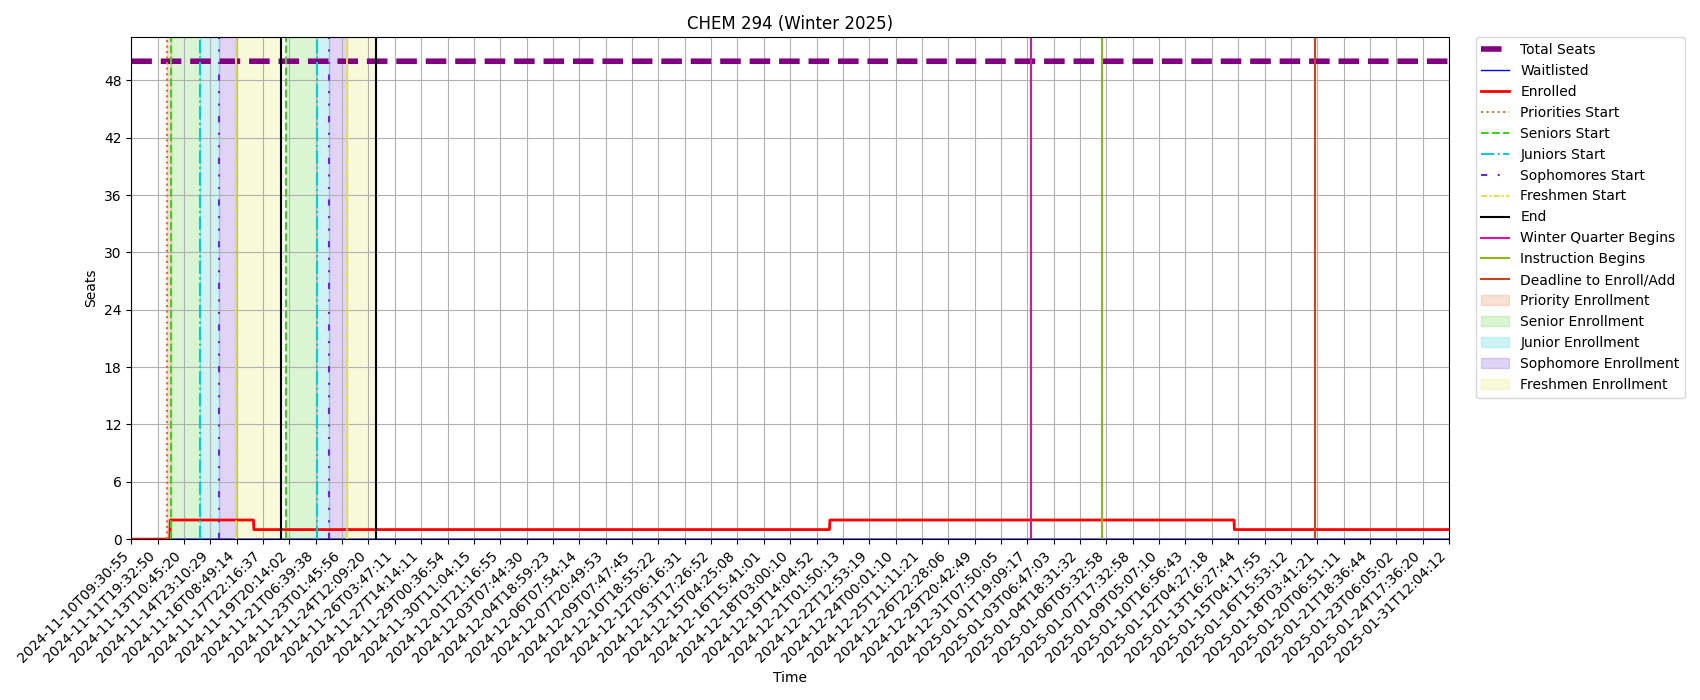 CHEM 294 (Winter 2025)
Seats
48
42
36
30
24
18
12
6
0
2024-11-10T09:30:55
2024-11-11T19:32:50
2024-11-13T10:45:20
2024-11-14T23:10:29
2024-11-16T08:49:14
2024-11-17T22:16:37
2024-11-19T20:14:02
2024-11-21T06:39:38
2024-11-23T01:45:56
2024-11-24T12:09:20
2024-11-26T03:47:11
2024-11-27T14:14:11
2024-11-29T00:36:54
2024-11-30T11:04:15
2024-12-01T21:16:55
2024-12-03T07:44:30
2024-12-04T18:59:23
2024-12-06T07:54:14
2024-12-07T20:49:53
2024-12-09T07:47:45
2024-12-10T18:55:22
2024-12-12T06:16:31
2024-12-13T17:26:52
2024-12-15T04:25:08
2024-12-16T15:41:01
2024-12-18T03:00:10
2024-12-19T14:04:52
2024-12-21T01:50:13
2024-12-22T12:53:19
2024-12-24T00:01:10
2024-12-25T11:11:21
2024-12-26T22:28:06
2024-12-29T20:42:49
2024-12-31T07:50:05
2025-01-01T19:09:17
2025-01-03T06:47:03
2025-01-04T18:31:32
2025-01-06T05:32:58
2025-01-07T17:32:58
2025-01-09T05:07:10
2025-01-10T16:56:43
2025-01-12T04:27:18
2025-01-13T16:27:44
2025-01-15T04:17:55
2025-01-16T15:53:12
2025-01-18T03:41:21
2025-01-20T06:51:11
2025-01-21T18:36:44
2025-01-23T06:05:02
2025-01-24T17:36:20
2025-01-31T12:04:12
Time
Total Seats
Waitlisted
Enrolled
Priorities Start
Seniors Start
Juniors Start
Sophomores Start
Freshmen Start
End
Winter Quarter Begins
Instruction Begins
Deadline to Enroll/Add
Priority Enrollment
Senior Enrollment
Junior Enrollment
Sophomore Enrollment
Freshmen Enrollment